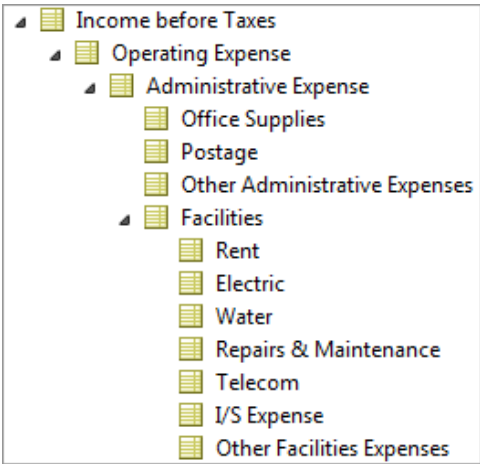 Income before Taxes
Operating Expense
Administrative Expense
Office Supplies
Postage
Other Administrative Expenses
Facilities
Rent
Electric
Water
Repairs & Maintenance
Telecom
I/S Expense
Other Facilities Expenses